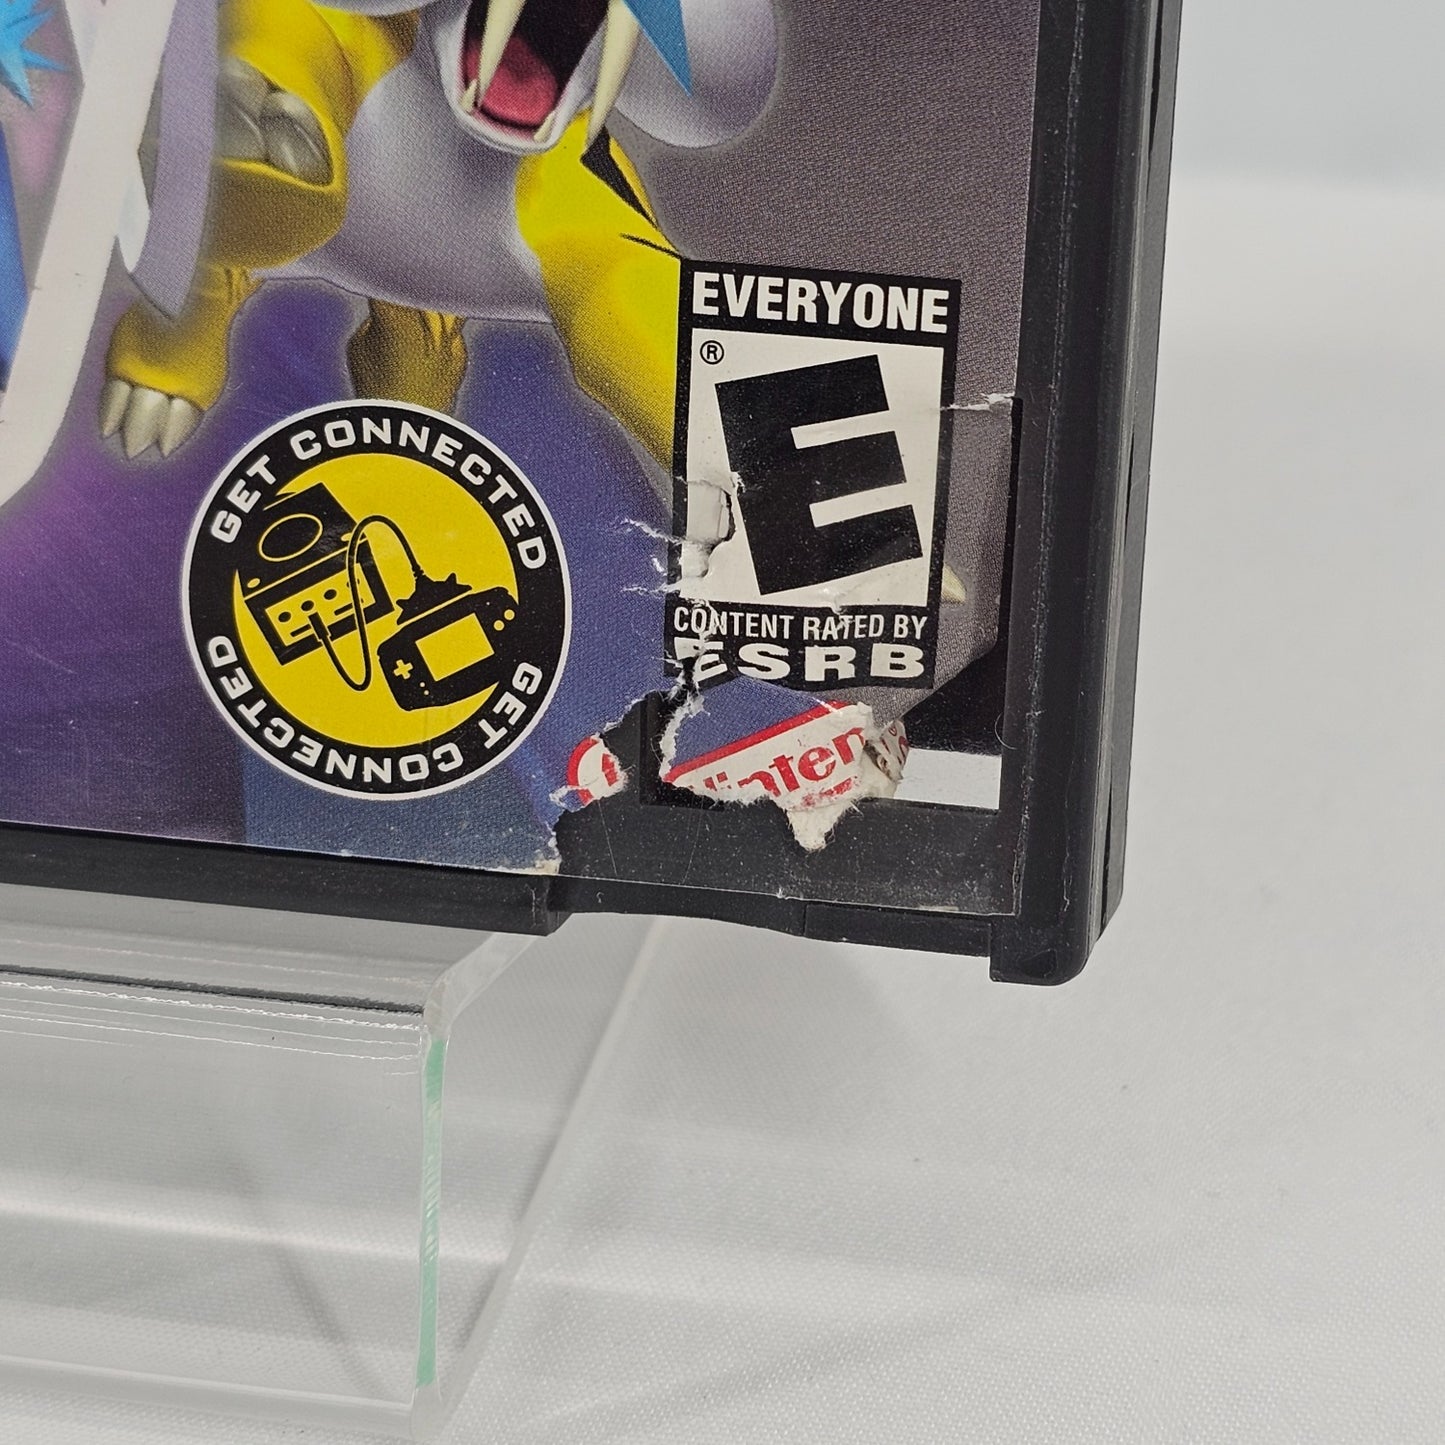 EVERYONE
®
E
CONTENT RATED BY
ESRB
GET CONNECTED
GET CONNECTED